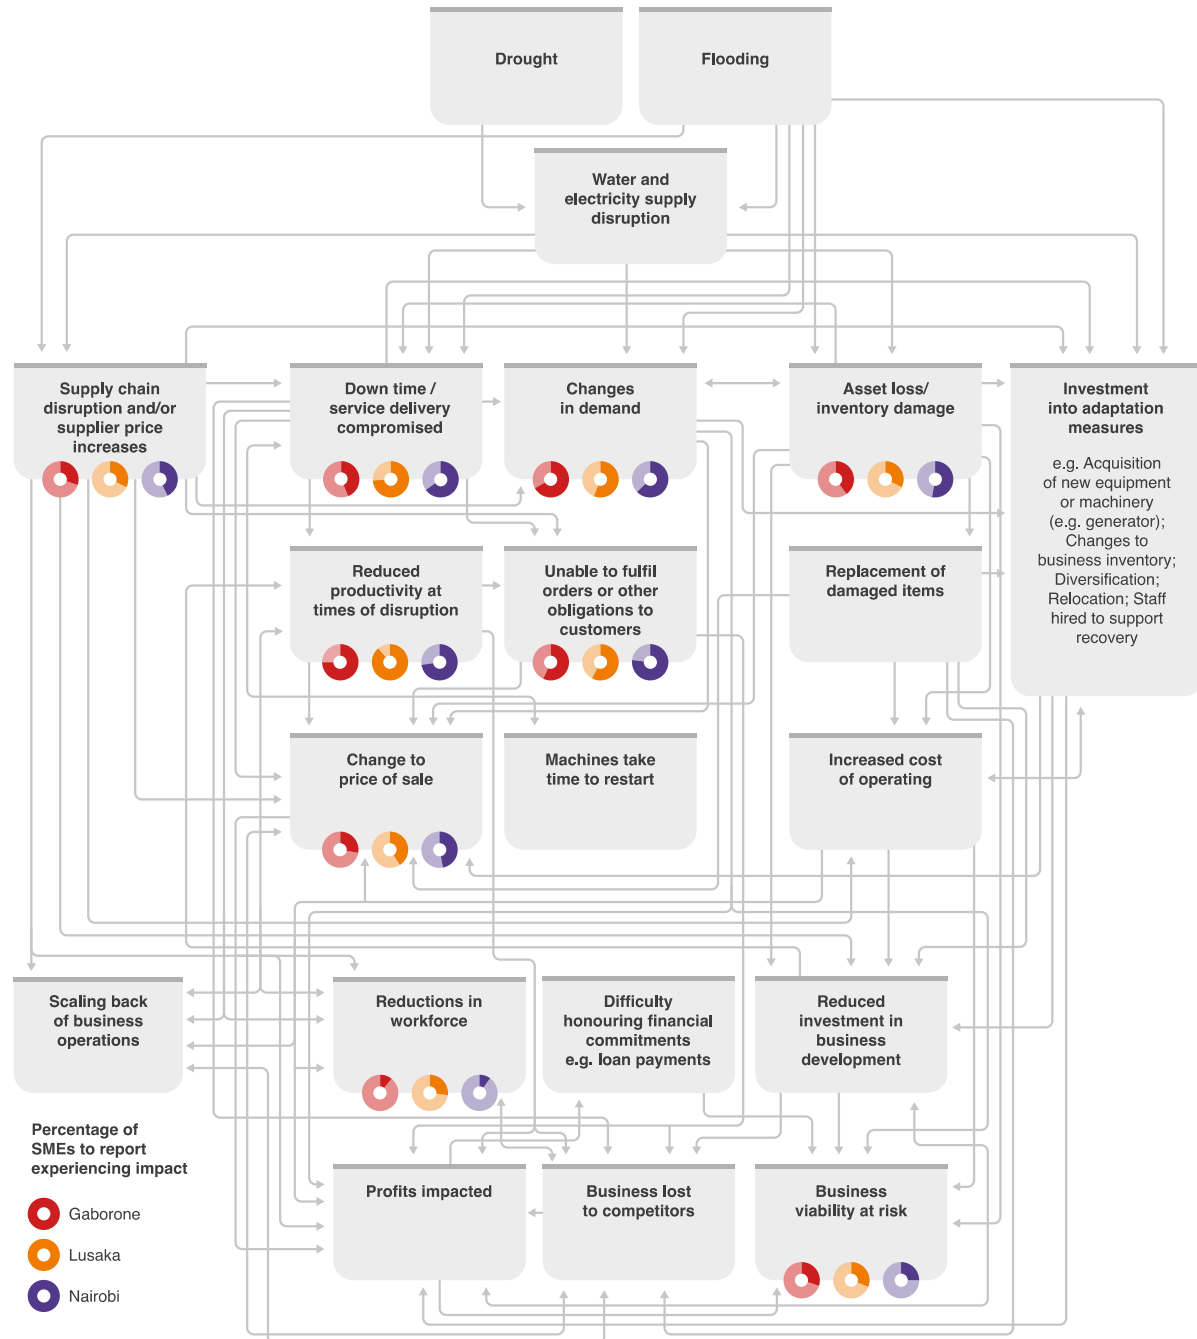 Drought
Flooding
Water and
electricity supply
disruption
Supply chain
disruption and/or
supplier price
increases
Down time /
service delivery
compromised
Changes
in demand
Asset loss/
inventory damage
Investment
into adaptation
measures
e.g. Acquisition
of new equipment
or machinery
(e.g. generator);
Changes to
business inventory;
Diversification;
Relocation; Staff
hired to support
recovery
Reduced
productivity at
times of disruption
Unable to fulfil
orders or other
obligations to
customers
Replacement of
damaged items
Change to
price of sale
Machines take
time to restart
Increased cost
of operating
Scaling back
of business
operations
Reductions in
workforce
Difficulty
honouring financial
commitments
e.g. loan payments
Reduced
investment in
business
development
Percentage of
SMEs to report
experiencing impact
Gaborone
Lusaka
Nairobi
Profits impacted
Business lost
to competitors
Business
viability at risk